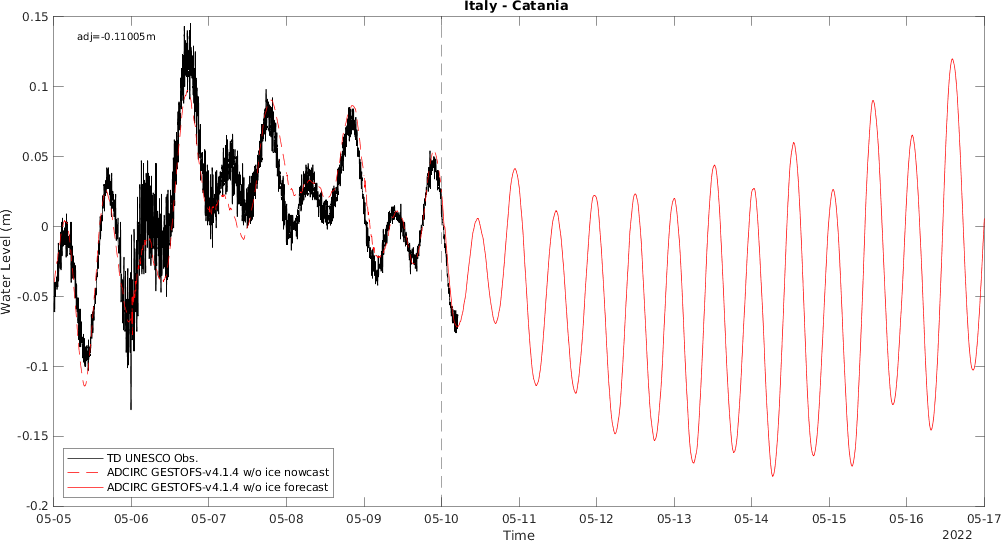 Italy - Catania
adj=-0.11005m
0.15
0.1
0.05
0
-0.05
-0.1
-0.15
-0.2
Water Level (m)
TD UNESCO Obs.
ADCIRC GESTOFS-v4.1.4 w/o ice nowcast
ADCIRC GESTOFS-v4.1.4 w/o ice forecast
05-05 05-06 05-07 05-08 05-09 05-10 05-11 05-12 05-13 05-14 05-15 05-16 05-17
Time
2022